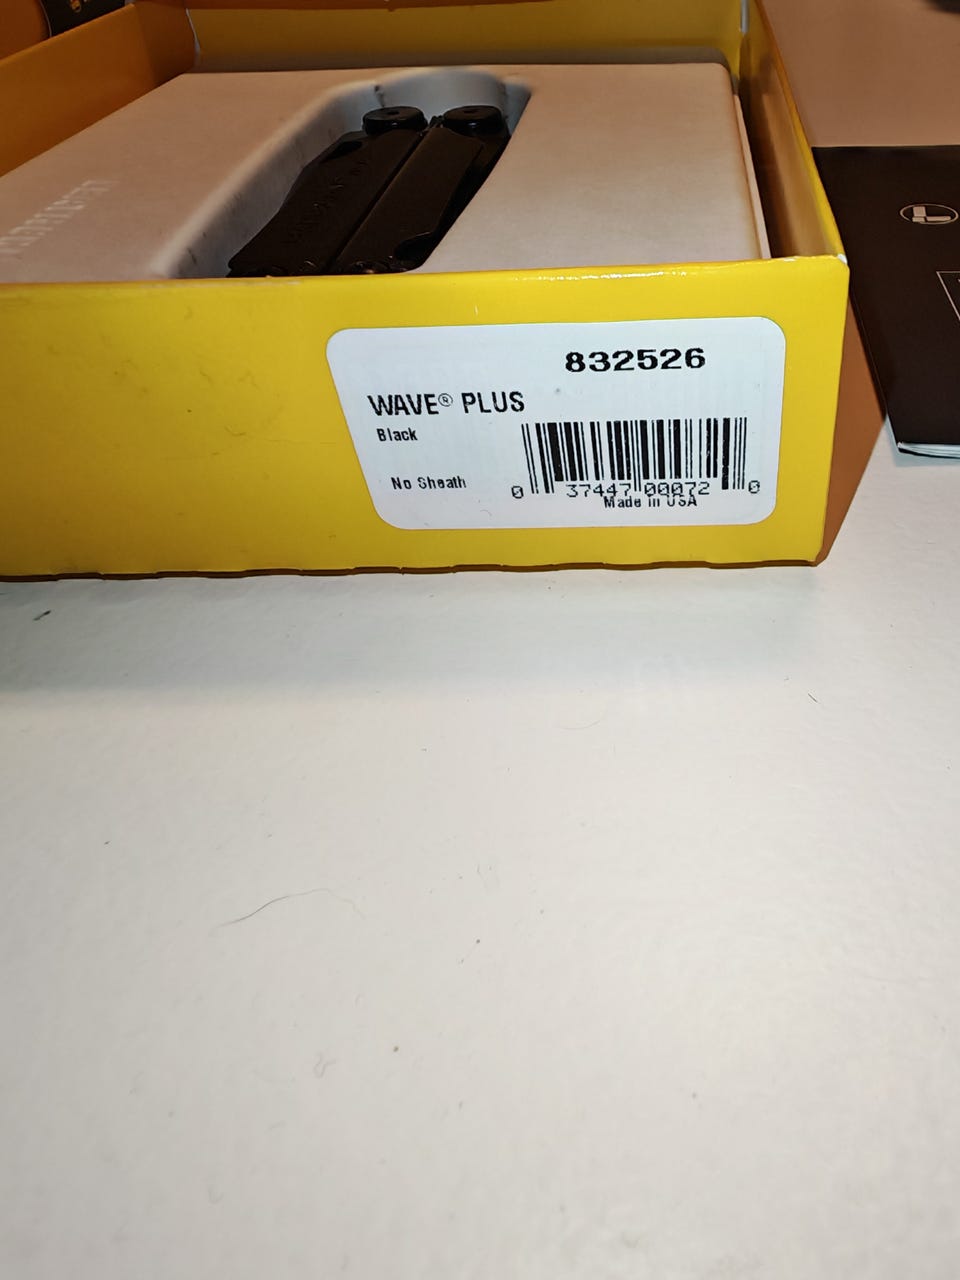 832526
WAVE® PLUS
Black
No Sheath
0 37447 00072 0
Made in USA